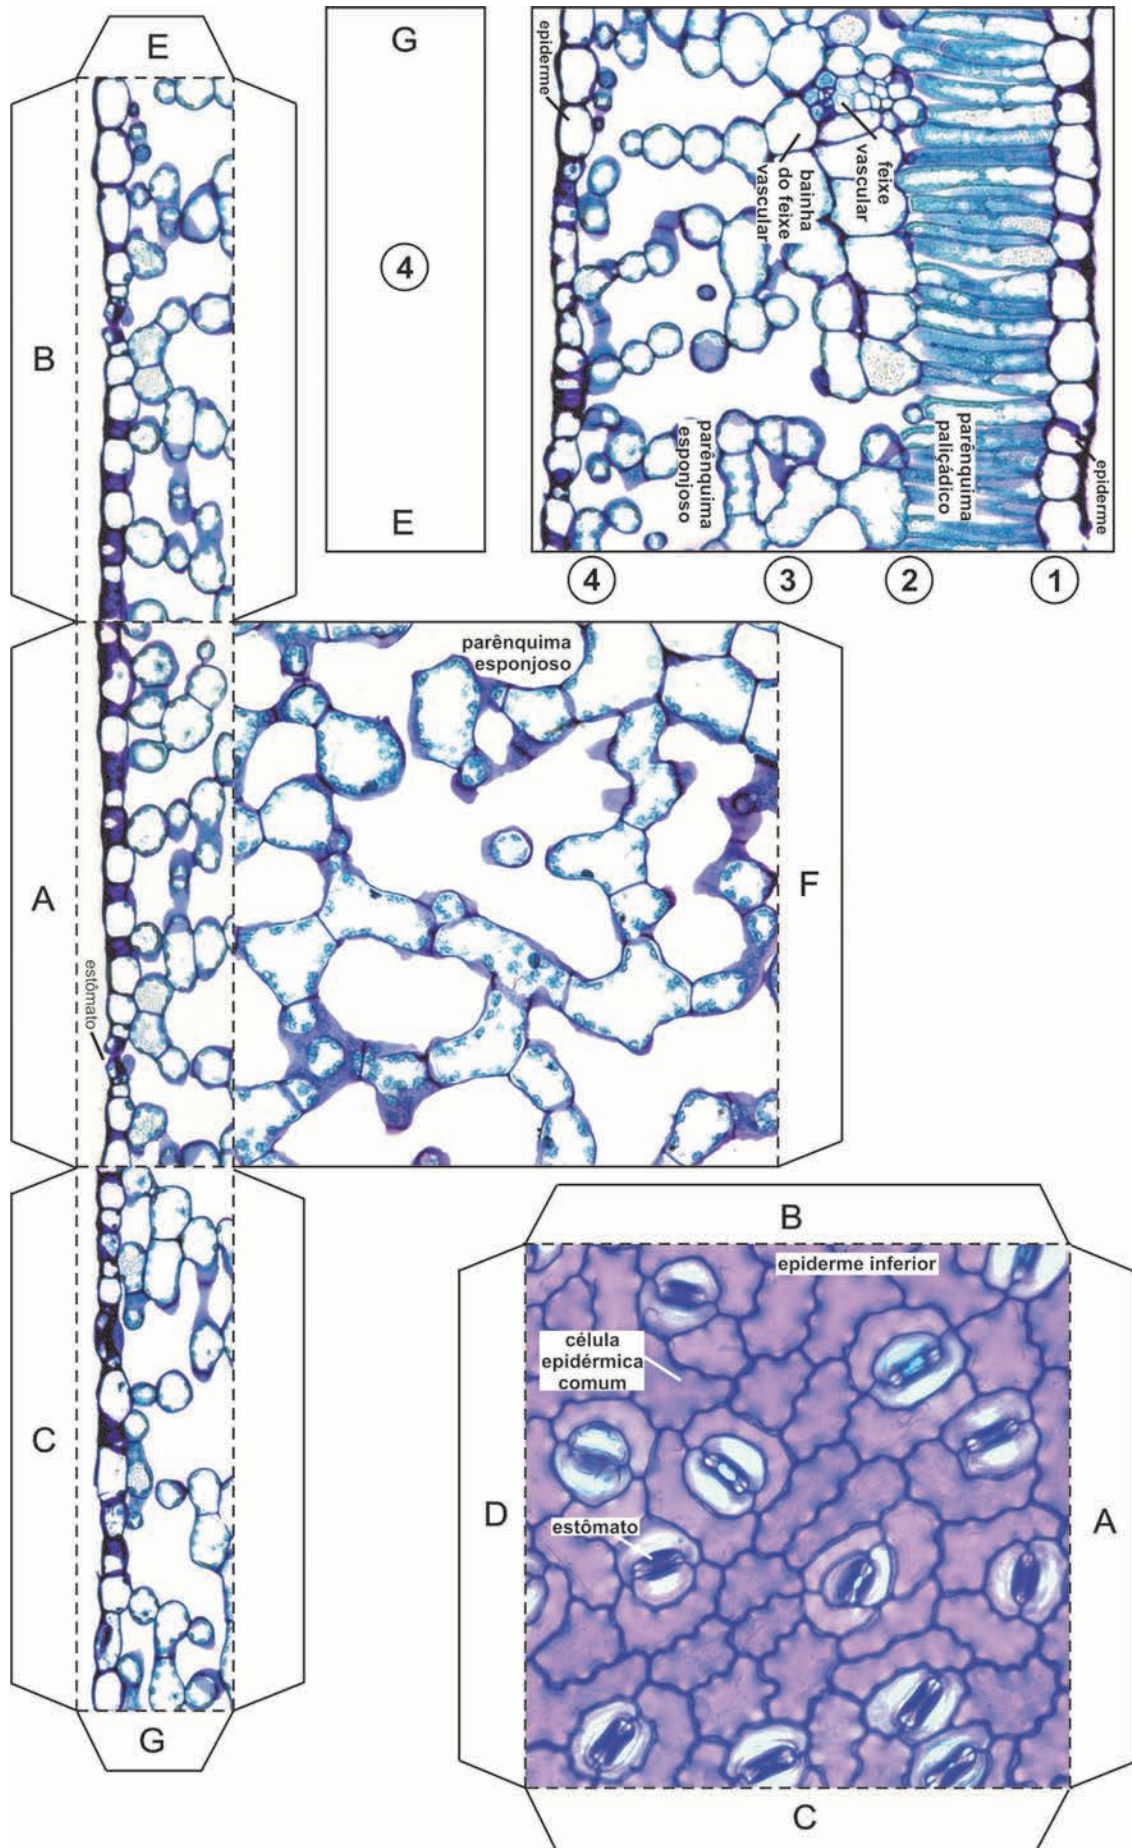 E
B
A
estômato
C
G
G
4
E
epiderme
feixe
vascular
bainha
do feixe
vascular
parênquima
esponjoso
parênquima
paliçádico
epiderme
4
3
2
1
parênquima
esponjoso
F
B
epiderme inferior
célula
epidérmica
comum
D
estômato
A
C